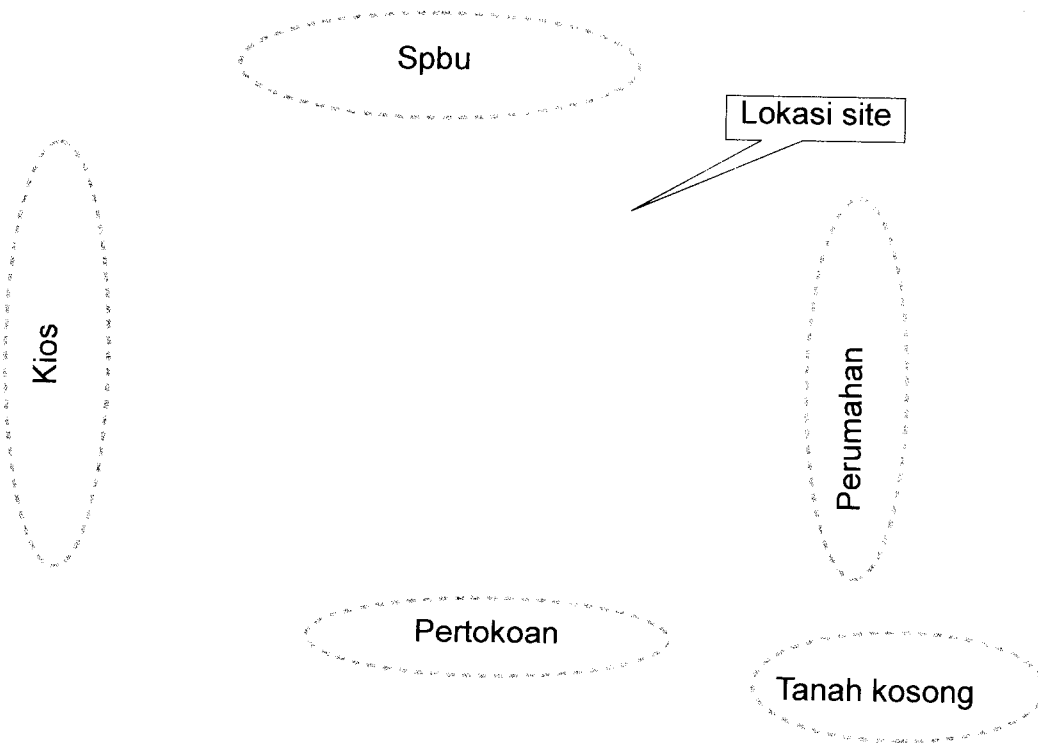 Spbu
Lokasi site
Kios
Perumahan
Pertokoan
Tanah kosong